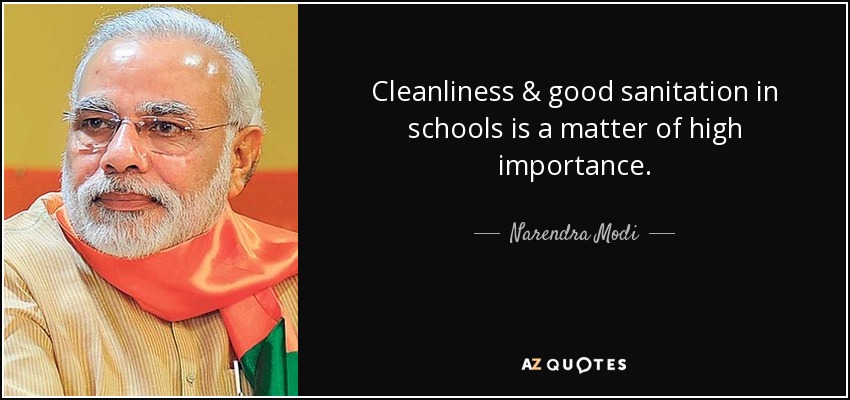 Cleanliness & good sanitation in
schools is a matter of high
importance.
Narendra Modi
AZ QUOTES